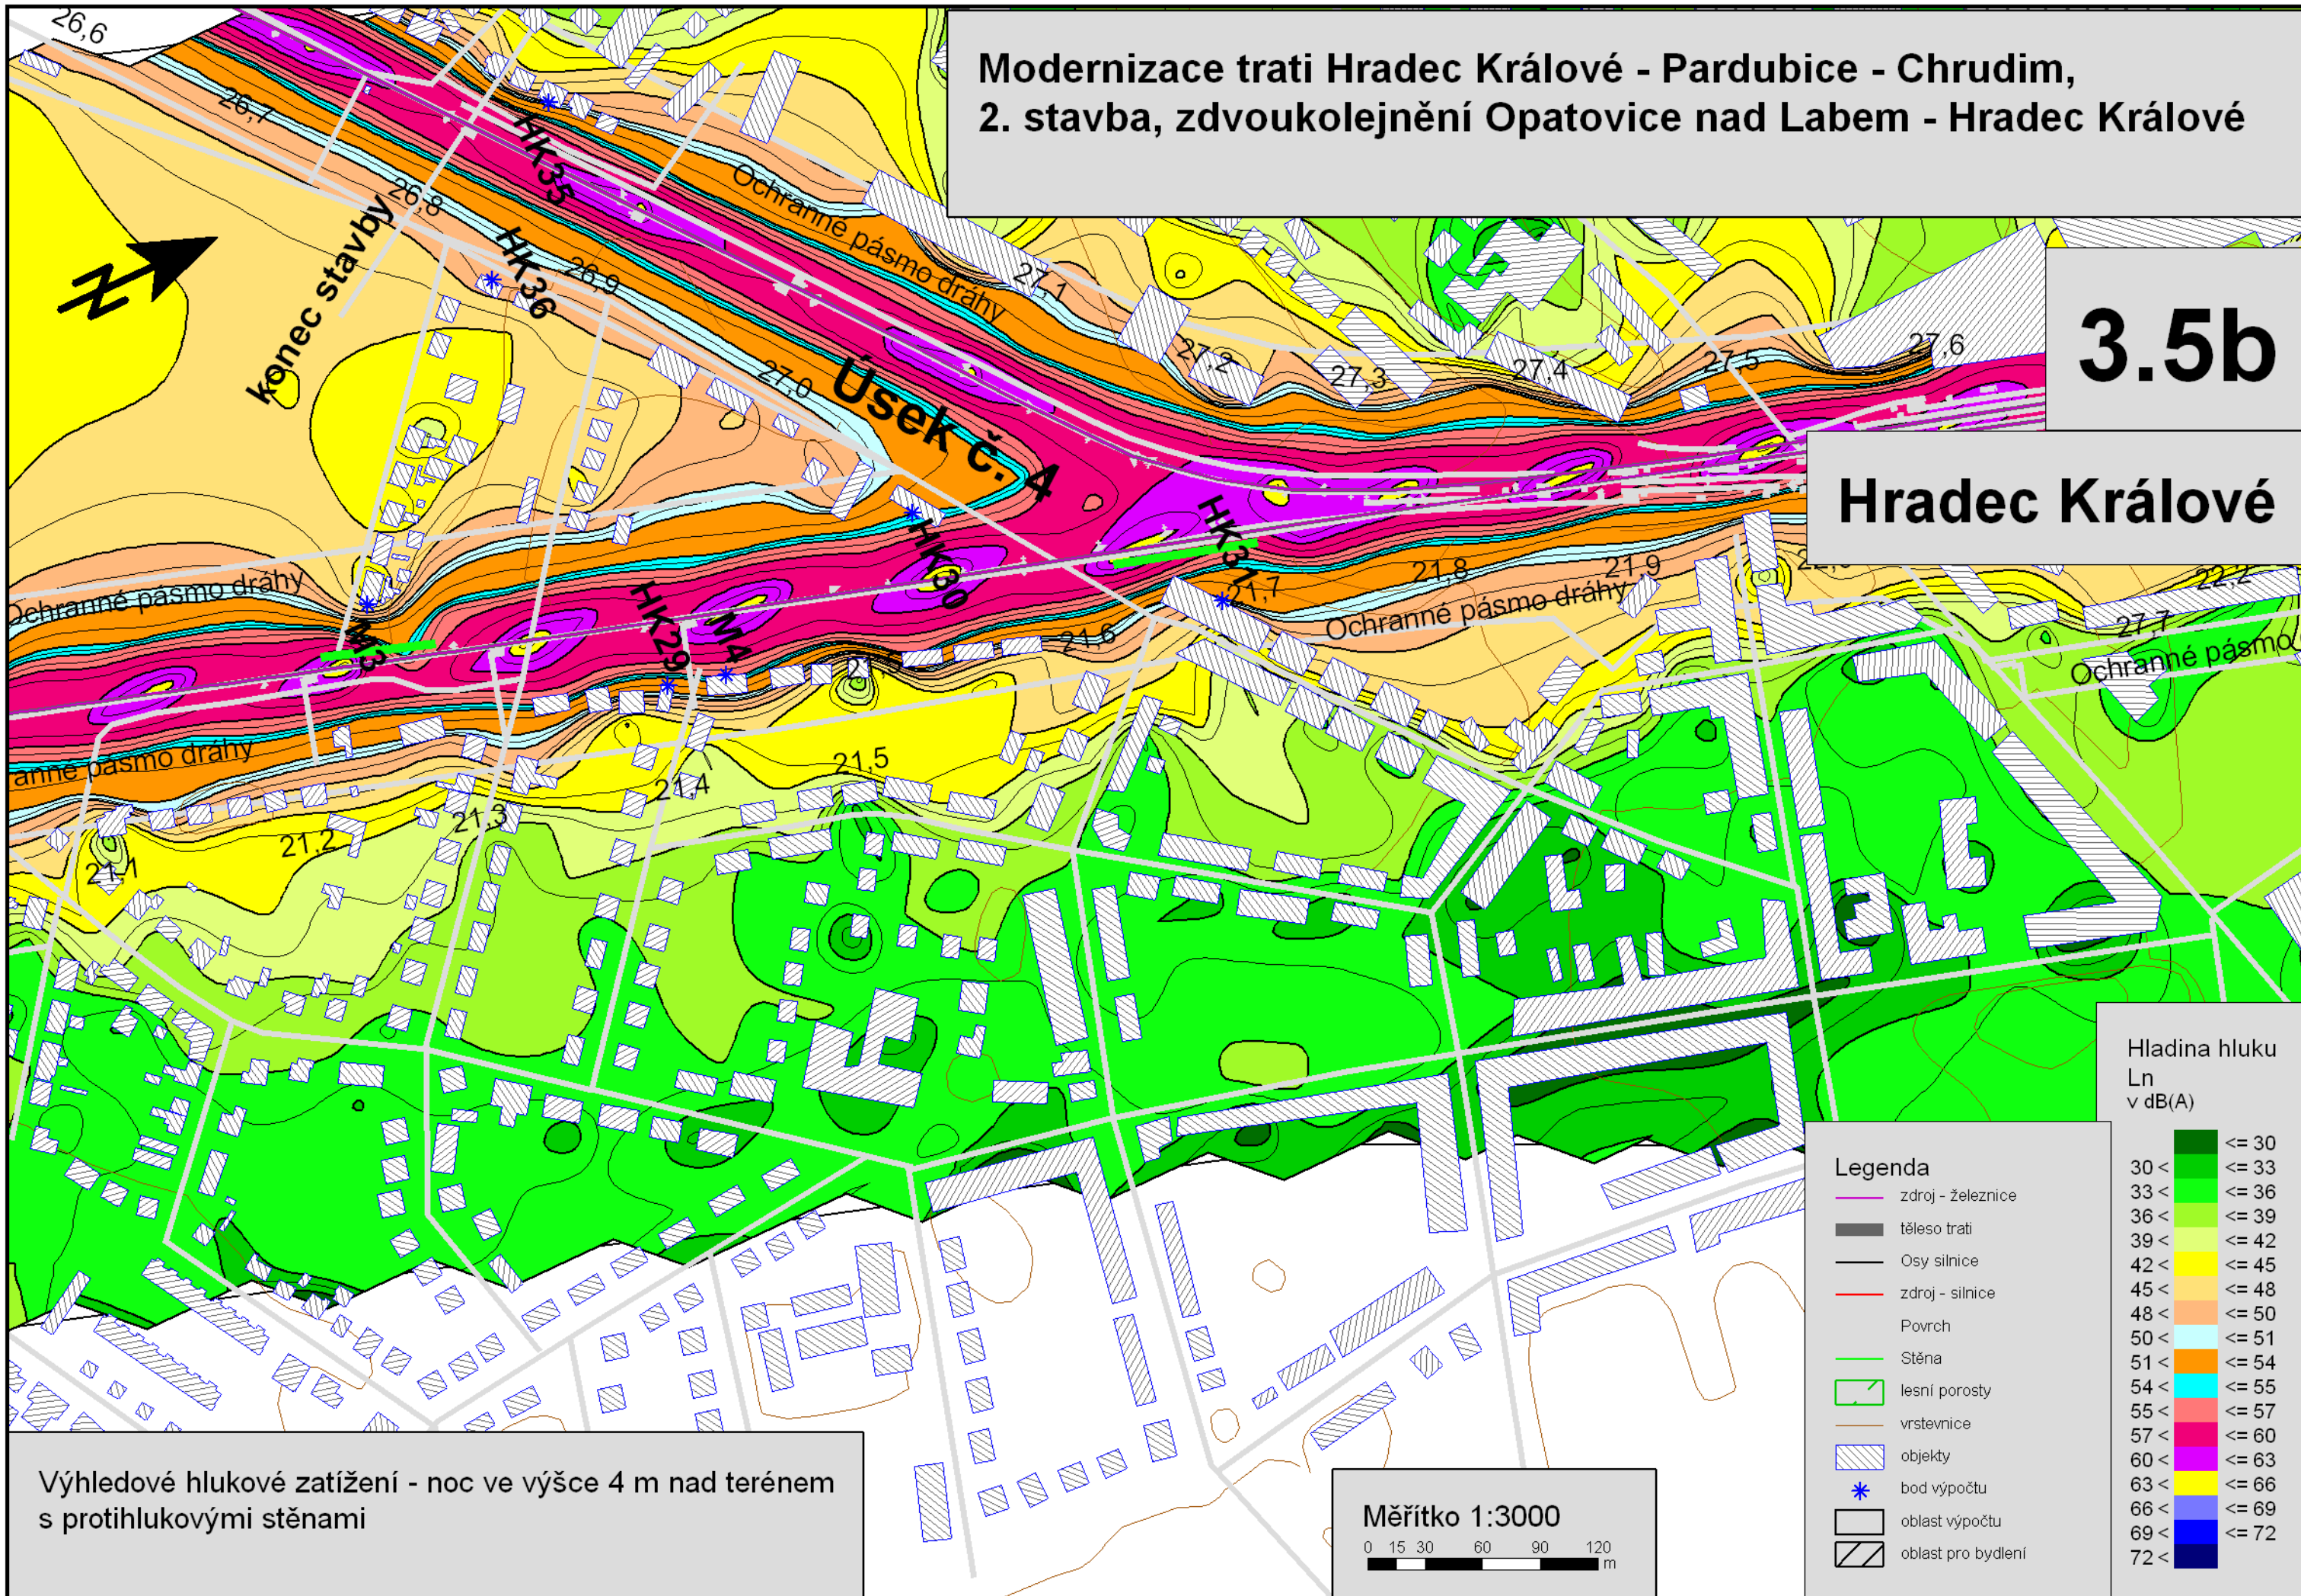 Modernizace trati Hradec Králové - Pardubice - Chrudim,
2. stavba, zdvoukolejnění Opatovice nad Labem - Hradec Králové
3.5b
Hradec Králové
26,6
26,7
26,8
26,9
27,0
27,1
27,2
27,3
27,4
27,5
27,6
konec stavby
HK35
HK36
Ochranné pásmo dráhy
Úsek č. 4
HK31
HK30
HK29
M4
M3
Ochranné pásmo dráhy
Ochranné pásmo dráhy
Ochranné pásmo
anné pásmo dráhy
21,1
21,2
21,3
21,4
21,5
21,6
21,7
21,8
21,9
22,2
27,7
Výhledové hlukové zatížení - noc ve výšce 4 m nad terénem
s protihlukovými stěnami
Měřítko 1:3000
0 15 30 60 90 120
m
Legenda
zdroj - železnice
těleso trati
Osy silnice
zdroj - silnice
Povrch
Stěna
lesní porosty
vrstevnice
objekty
bod výpočtu
oblast výpočtu
oblast pro bydlení
Hladina hluku
Ln
v dB(A)
<= 30
30 < <= 33
33 < <= 36
36 < <= 39
39 < <= 42
42 < <= 45
45 < <= 48
48 < <= 50
50 < <= 51
51 < <= 54
54 < <= 55
55 < <= 57
57 < <= 60
60 < <= 63
63 < <= 66
66 < <= 69
69 < <= 72
72 <